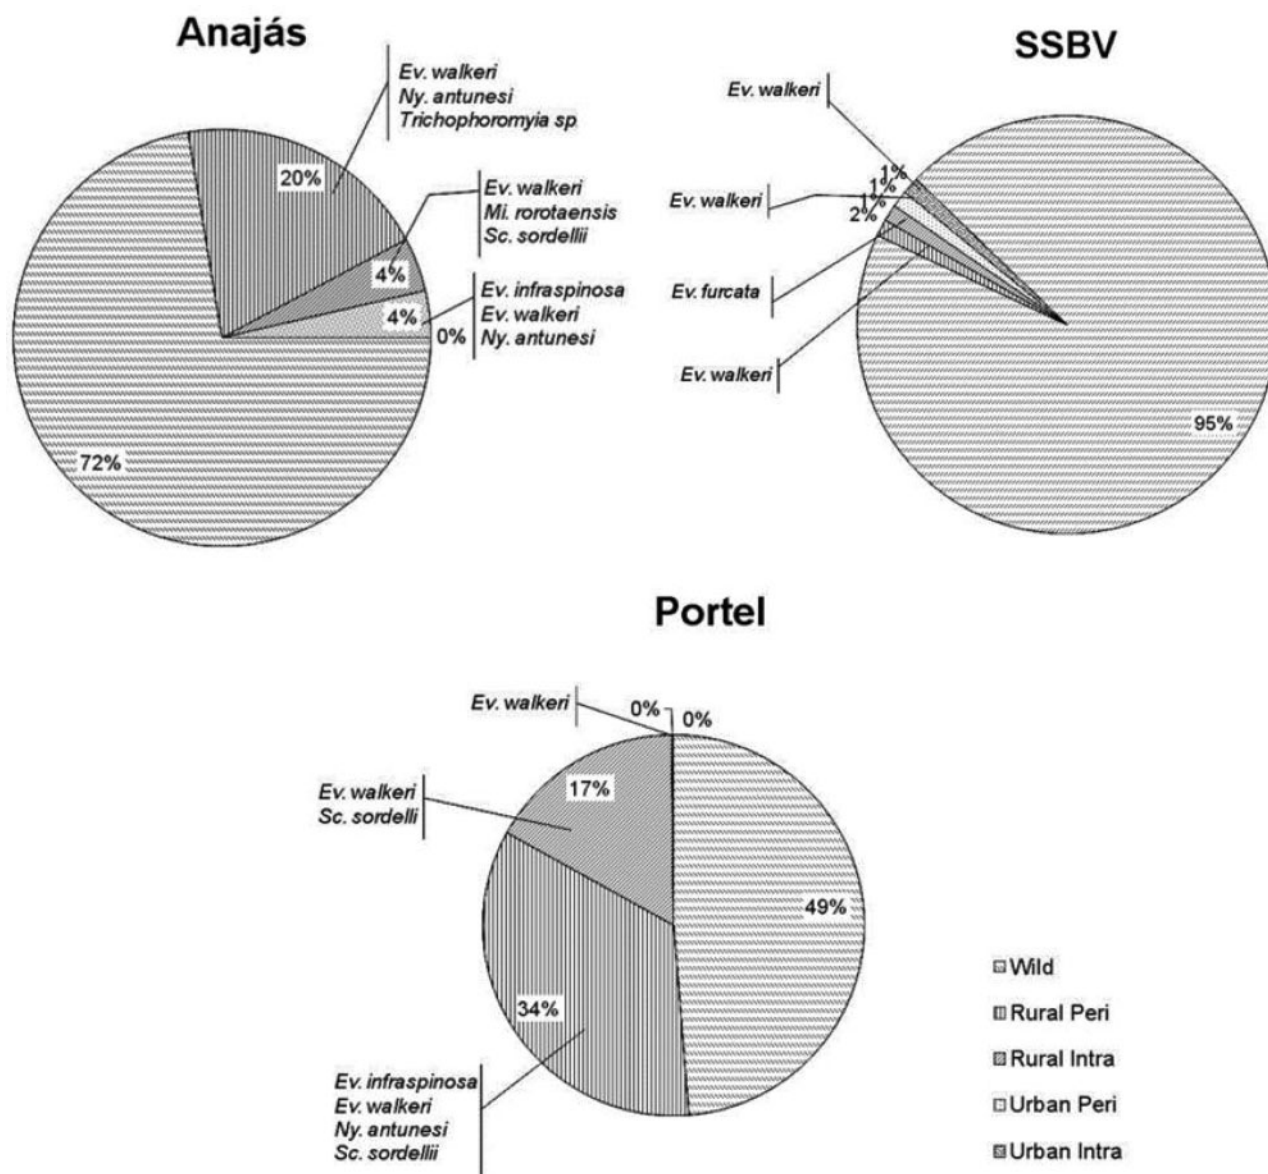 Anajás
Ev. walkeri
Ny. antunesi
Trichophoromyia sp.
20%
Ev. walkeri
Mi. rorotaensis
Sc. sordellii
4%
Ev. infraspinosa
Ev. walkeri
Ny. antunesi
4%
0%
72%
SSBV
Ev. walkeri
1%
1%
Ev. walkeri
1%
2%
Ev. furcata
Ev. walkeri
95%
Portel
Ev. walkeri
0%
0%
17%
Ev. walkeri
Sc. sordelli
49%
34%
Ev. infraspinosa
Ev. walkeri
Ny. antunesi
Sc. sordellii
Wild
Rural Peri
Rural Intra
Urban Peri
Urban Intra